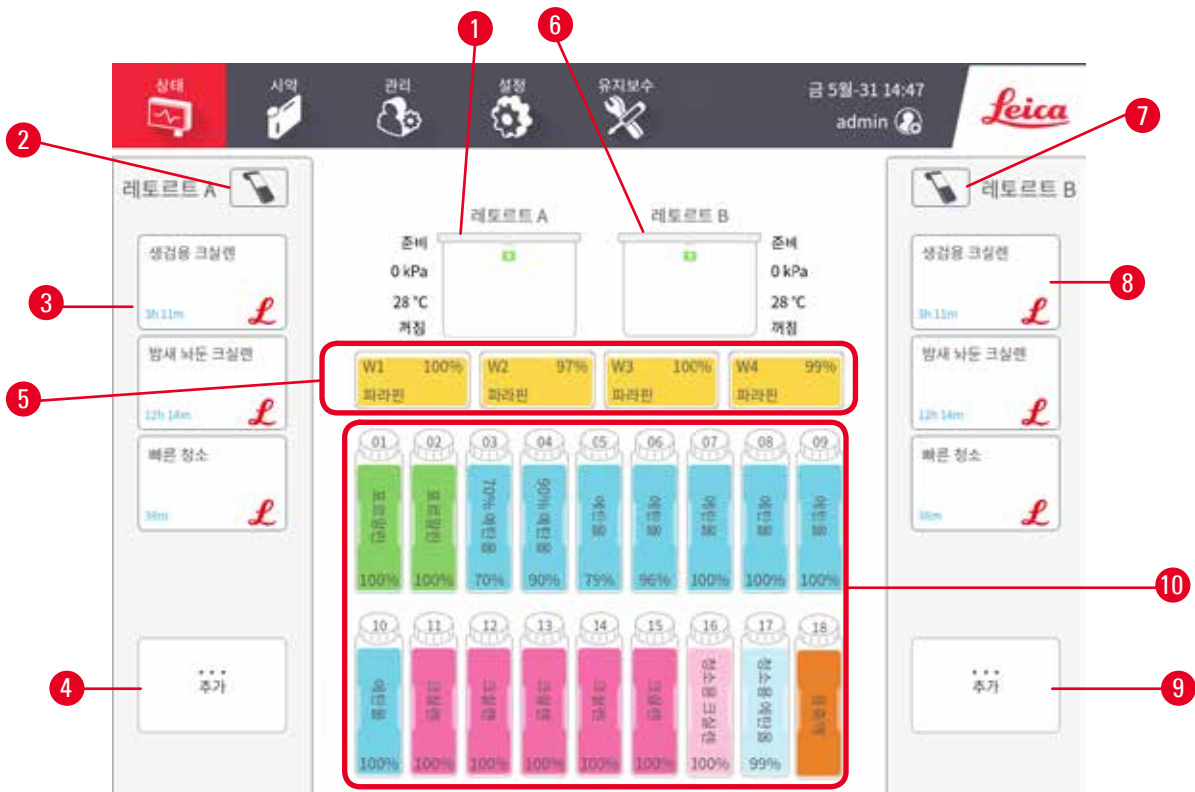 1
6
상태
시약
관리
설정
유지보수
금 5월-31 14:47
admin
Leica
2
7
레토르트 A
레토르트 B
레토르트 A
레토르트 B
준비
0 kPa
28 °C
꺼짐
준비
0 kPa
28 °C
꺼짐
생검용 크실렌
3h 11m
L
밤새 놔둔 크실렌
12h 14m
L
빠른 청소
38m
L
3
5
4
W1 100%
파라핀
W2 97%
파라핀
W3 100%
파라핀
W4 99%
파라핀
생검용 크실렌
3h 11m
L
밤새 놔둔 크실렌
12h 14m
L
빠른 청소
38m
L
8
10
9
01 02 03 04 05 06 07 08 09
포르말린 포르말린 70% 에탄올 90% 에탄올 에탄올 에탄올 에탄올 에탄올 에탄올
100% 100% 70% 90% 79% 96% 100% 100% 100%
10 11 12 13 14 15 16 17 18
에탄올 크실렌 크실렌 크실렌 크실렌 크실렌 청소용 크실렌 청소용 에탄올
100% 100% 100% 100% 100% 100% 100% 99%
... 추가
... 추가